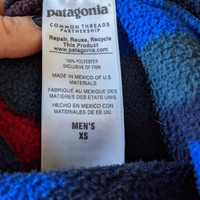 patagonia®
COMMON THREADS
PARTNERSHIP
Repair, Reuse, Recycle
This Product
www.patagonia.com
100% POLYESTER
EXCLUSIVE OF TRIM
MADE IN MEXICO OF U.S.
MATERIALS
FABRIQUÉ AU MEXIQUE DES
MATIÈRES DES ÉTATS-UNIS
HECHO EN MÉXICO CON
MATERIALES DE EE.UU.
MEN'S
XS